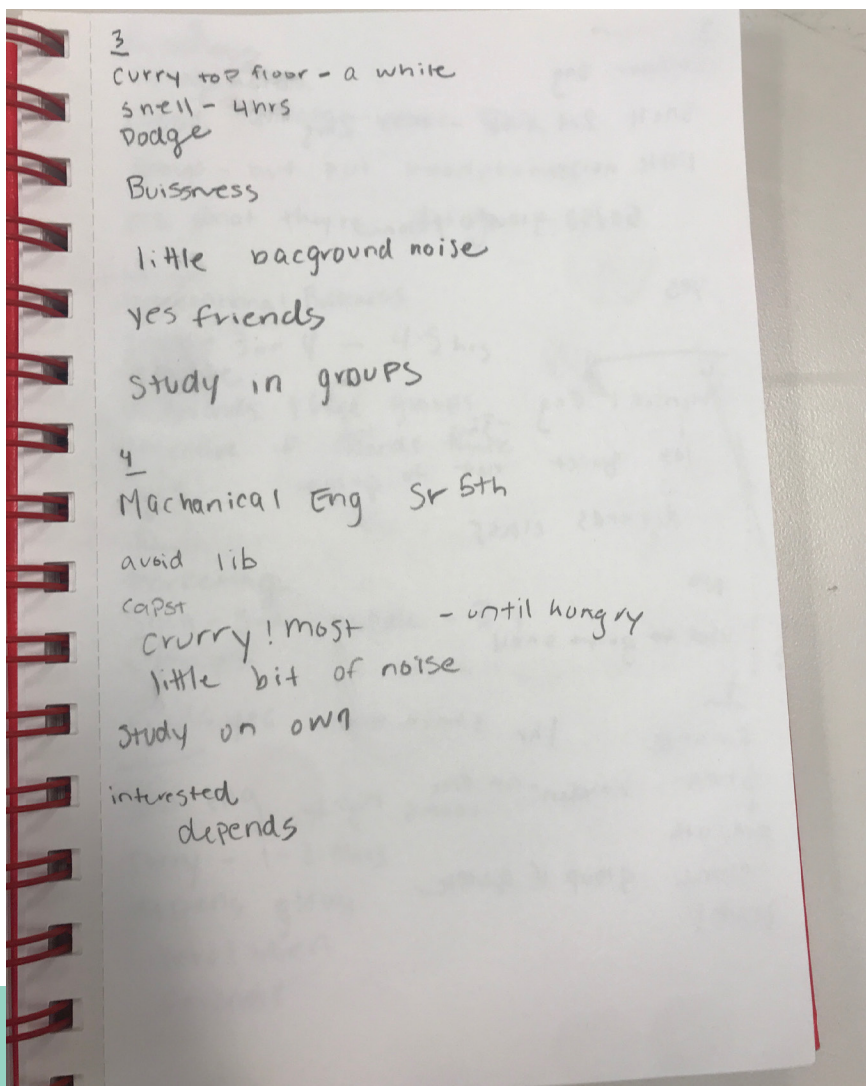 3
Curry top floor - a while
snell - 4hrs
Dodge
Buissness
little bacground noise
yes friends
study in groups
4
Machanical Eng Sr 5th
avoid lib
capst
crurry! most - until hungry
little bit of noise
study on own
interested
depends